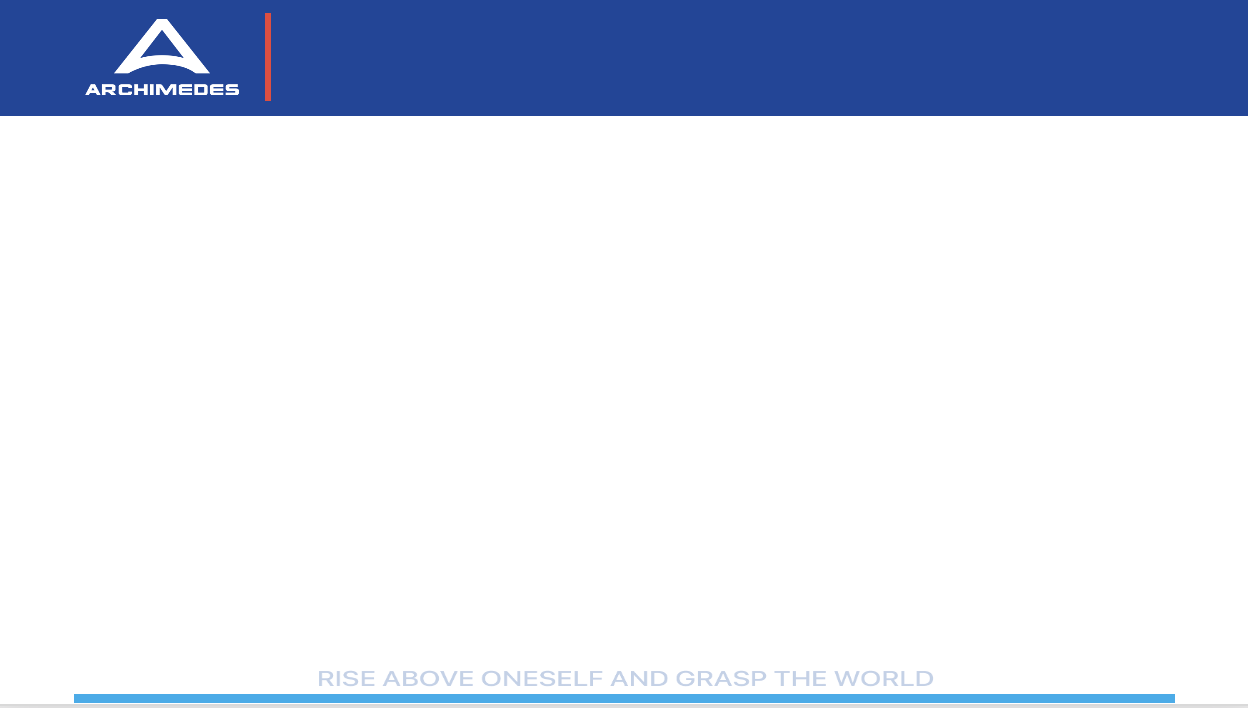 ARCHIMEDES
RISE ABOVE ONESELF AND GRASP THE WORLD